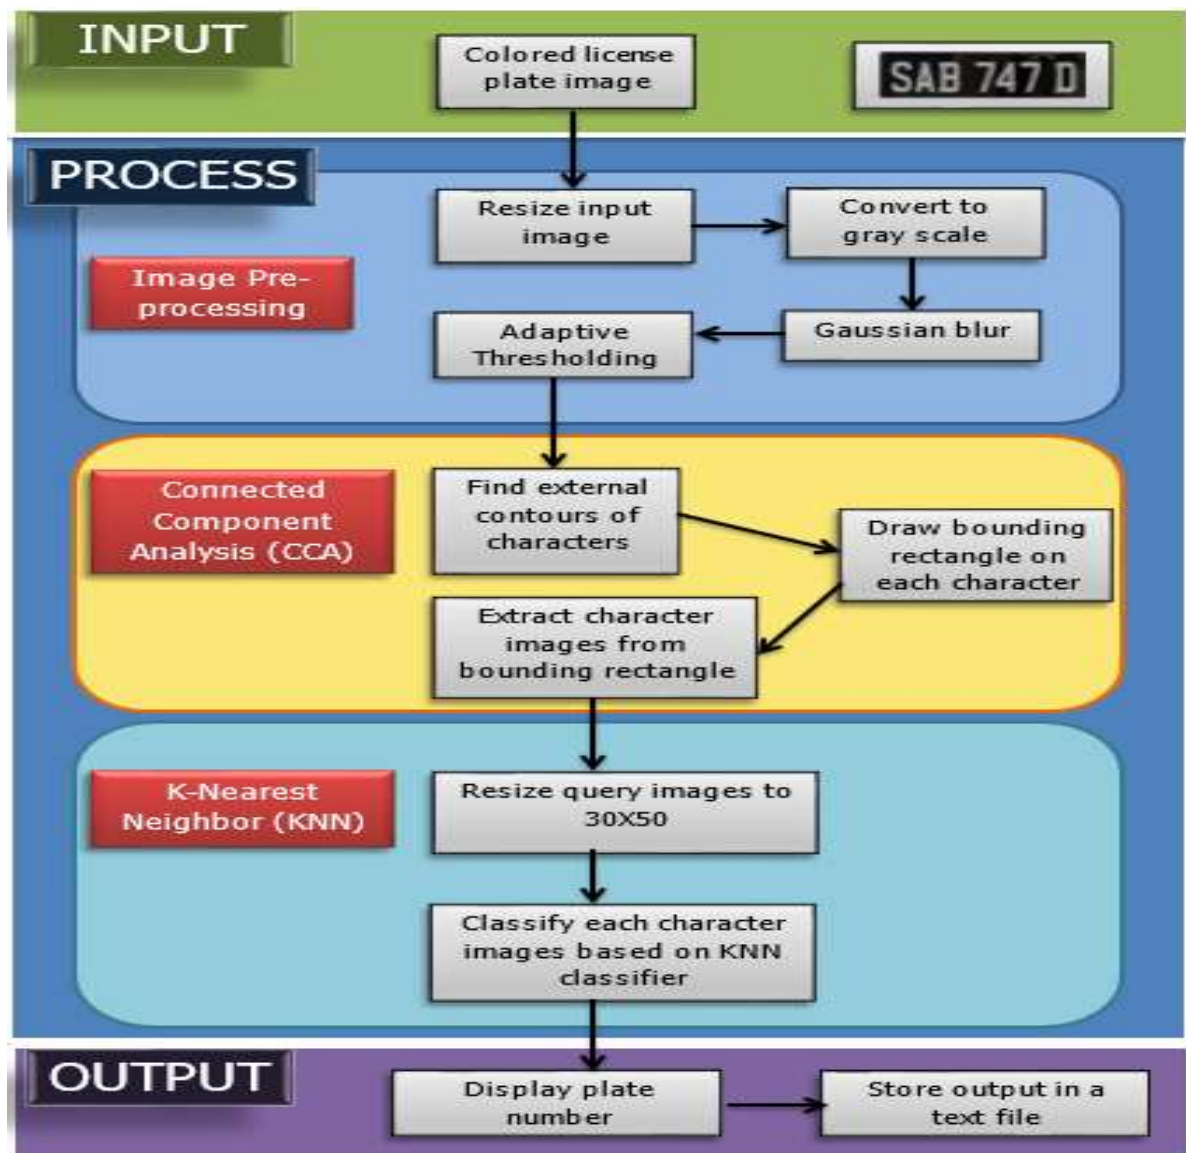 INPUT
Colored license
plate image
SAB 747 D
PROCESS
Resize input
image
Convert to
gray scale
Image Pre-
processing
Adaptive
Thresholding
Gaussian blur
Connected
Component
Analysis (CCA)
Find external
contours of
characters
Draw bounding
rectangle on
each character
Extract character
images from
bounding rectangle
K-Nearest
Neighbor (KNN)
Resize query images to
30X50
Classify each character
images based on KNN
classifier
OUTPUT
Display plate
number
Store output in a
text file